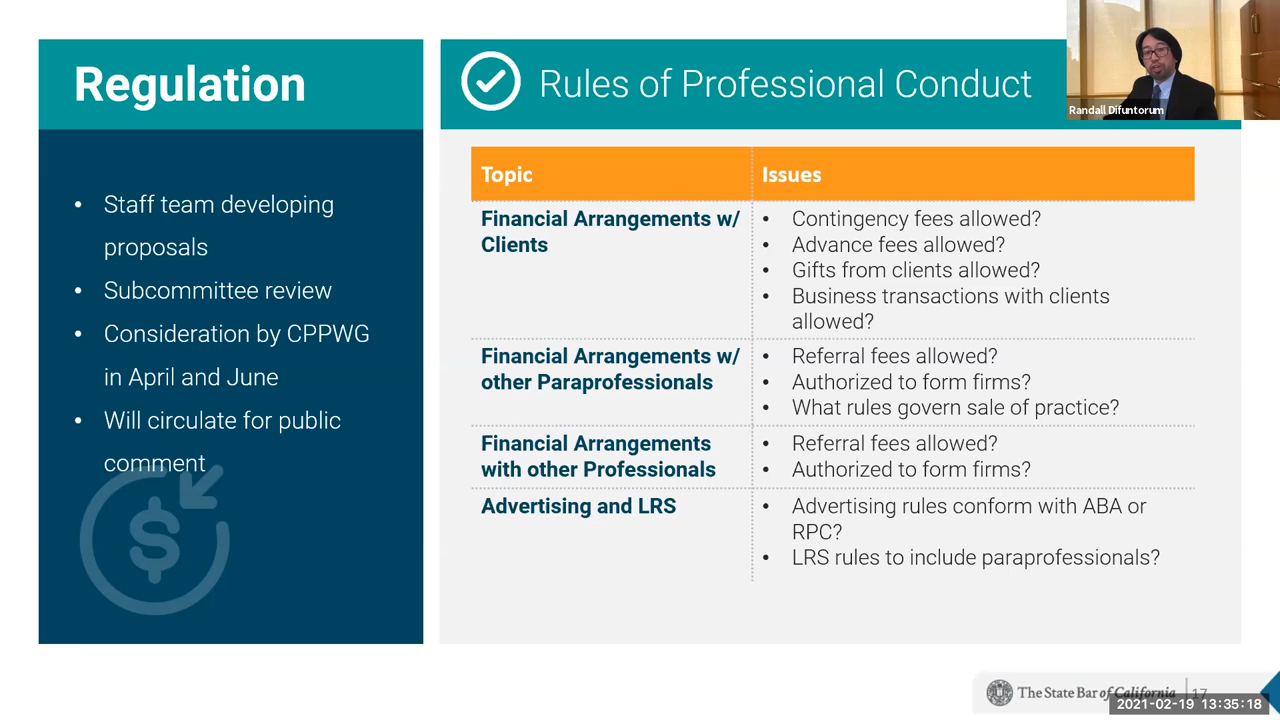 Regulation
• Staff team developing
proposals
• Subcommittee review
• Consideration by CPPWG
in April and June
• Will circulate for public
comment
Rules of Professional Conduct
Randall Difuntorum
Topic
Issues
Financial Arrangements w/
Clients
• Contingency fees allowed?
• Advance fees allowed?
• Gifts from clients allowed?
• Business transactions with clients
allowed?
Financial Arrangements w/
other Paraprofessionals
• Referral fees allowed?
• Authorized to form firms?
• What rules govern sale of practice?
Financial Arrangements
with other Professionals
• Referral fees allowed?
• Authorized to form firms?
Advertising and LRS
• Advertising rules conform with ABA or
RPC?
• LRS rules to include paraprofessionals?
The State Bar of California
17
2021-02-19 13:35:18